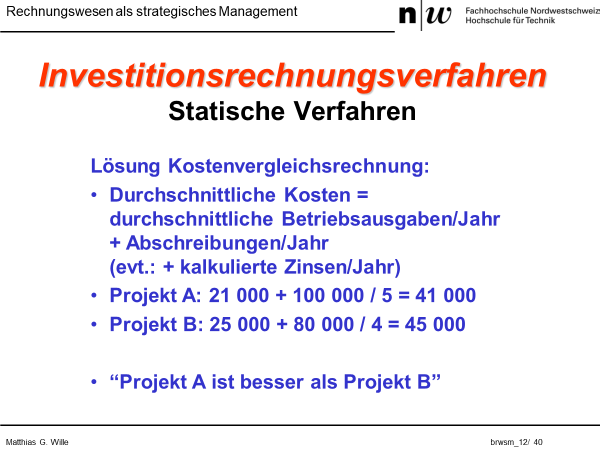 Rechnungswesen als strategisches Management
n|w
Fachhochschule Nordwestschweiz
Hochschule für Technik
Investitionsrechnungsverfahren
Statische Verfahren
Lösung Kostenvergleichsrechnung:
• Durchschnittliche Kosten =
durchschnittliche Betriebsausgaben/Jahr
+ Abschreibungen/Jahr
(evt.: + kalkulierte Zinsen/Jahr)
• Projekt A: 21 000 + 100 000 / 5 = 41 000
• Projekt B: 25 000 + 80 000 / 4 = 45 000
• “Projekt A ist besser als Projekt B”
Matthias G. Wille
brwsm_12/ 40